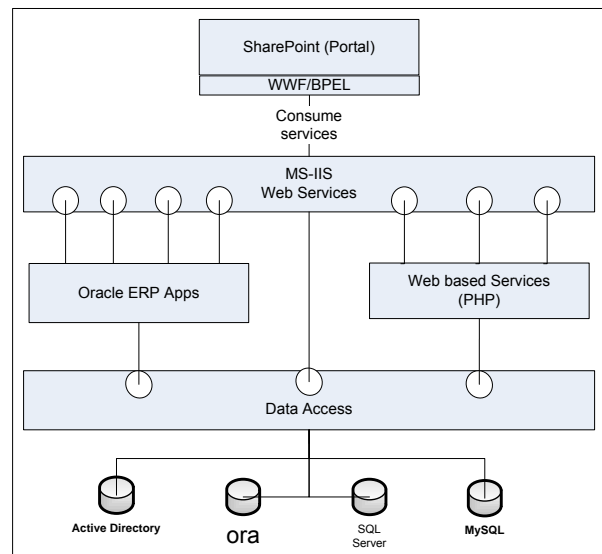 SharePoint (Portal)
WWF/BPEL
Consume
services
MS-IIS
Web Services
Oracle ERP Apps
Web based Services
(PHP)
Data Access
Active Directory
ora
SQL
Server
MySQL